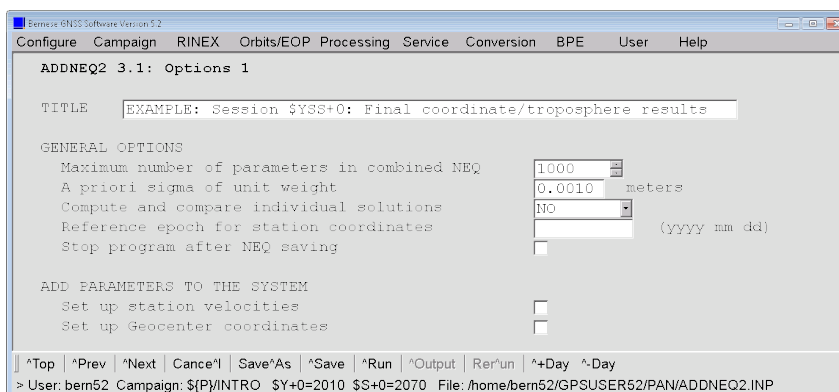 Bernese GNSS Software Version 5.2
Configure Campaign RINEX Orbits/EOP Processing Service Conversion BPE User Help
ADDNEQ2 3.1: Options 1
TITLE EXAMPLE: Session $YSS+0: Final coordinate/troposphere results
GENERAL OPTIONS
Maximum number of parameters in combined NEQ 1000
A priori sigma of unit weight 0.0010 meters
Compute and compare individual solutions NO
Reference epoch for station coordinates (yyyy mm dd)
Stop program after NEQ saving
ADD PARAMETERS TO THE SYSTEM
Set up station velocities
Set up Geocenter coordinates
^Top ^Prev ^Next Cance^l Save^As ^Save ^Run ^Output Rer^un ^+Day ^-Day
> User: bern52 Campaign: ${P}/INTRO $Y+0=2010 $S+0=2070 File: /home/bern52/GPSUSER52/PAN/ADDNEQ2.INP